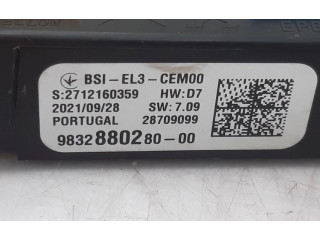 BSI-EL3-CEM00
S:2712160359 HW:D7
2021/09/28 SW: 7.09
PORTUGAL 28709099
9832880280-00